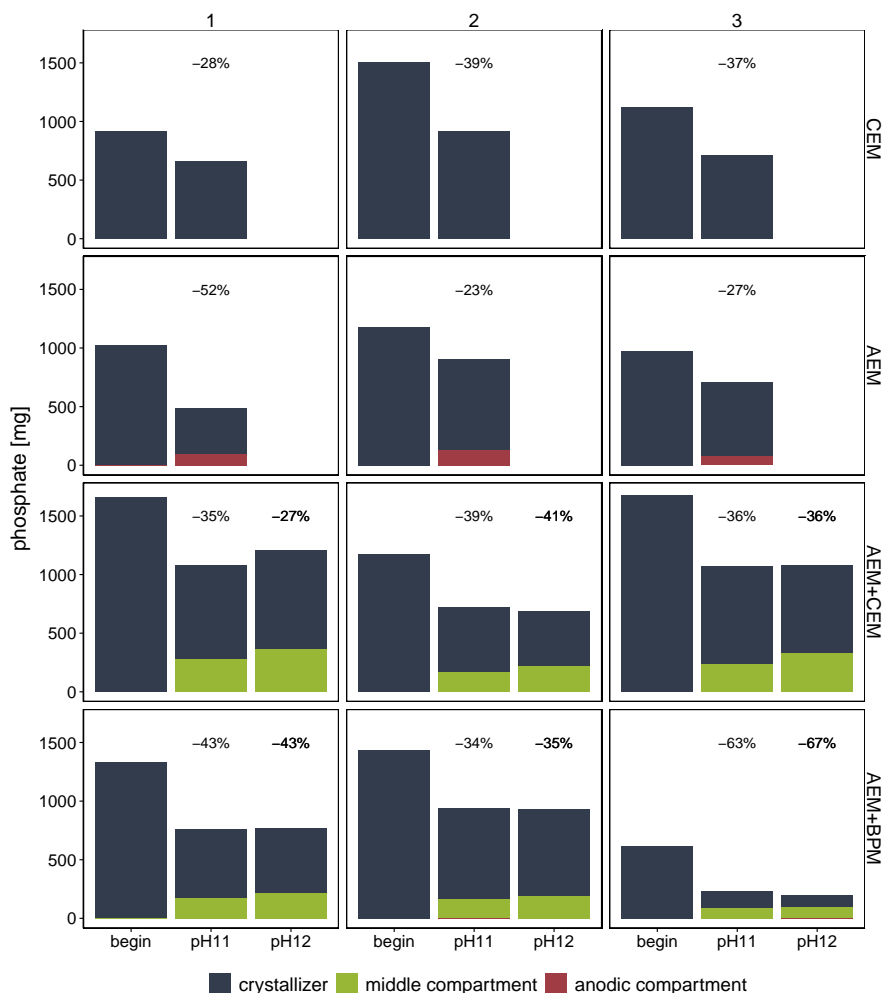 1 2 3
−28% −39% −37%
1500
1000
500
0
CEM
−52% −23% −27%
1500
1000
500
0
AEM
phosphate [mg]
−35% −27% −39% −41% −36% −36%
1500
1000
500
0
AEM+CEM
−43% −43% −34% −35% −63% −67%
1500
1000
500
0
AEM+BPM
begin pH11 pH12 begin pH11 pH12 begin pH11 pH12
crystallizer middle compartment anodic compartment